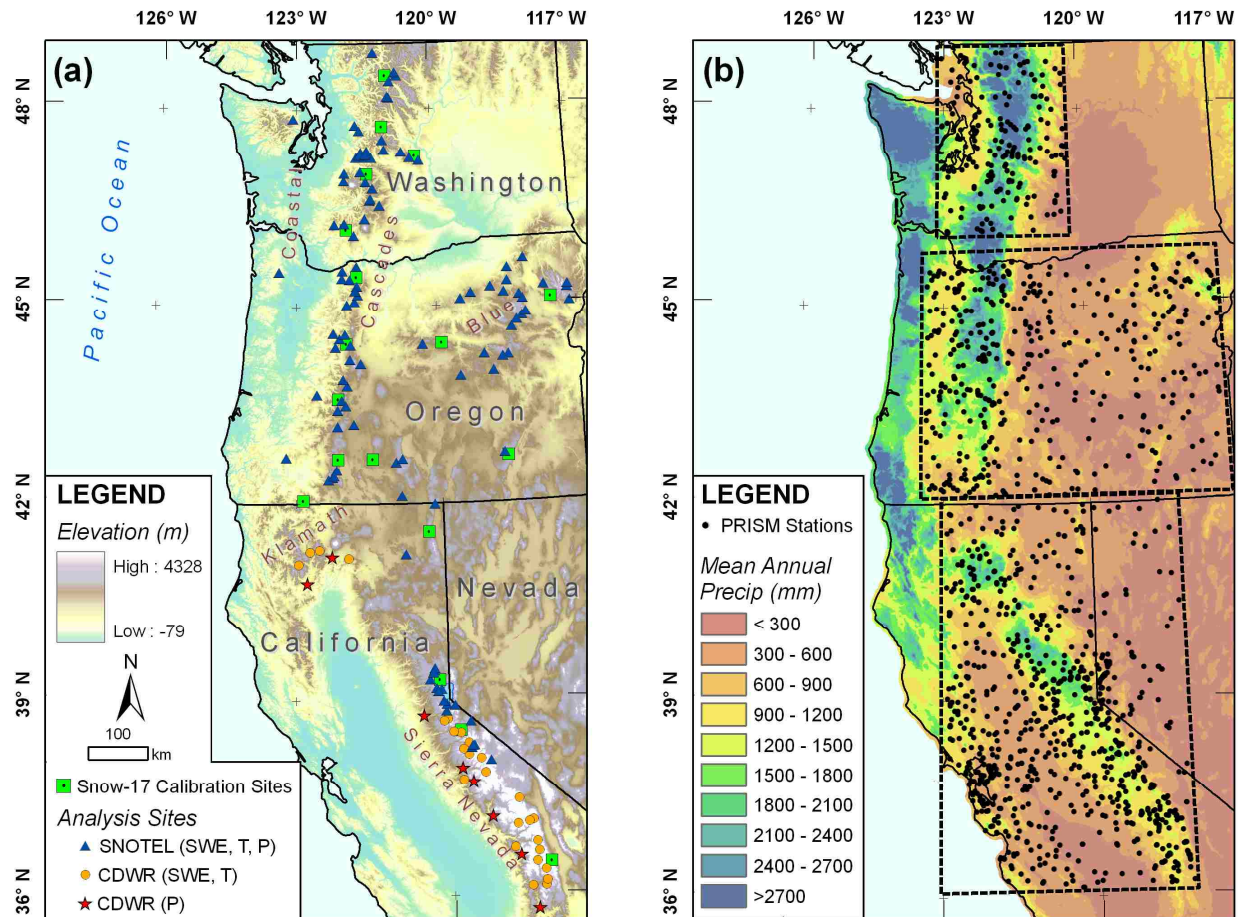 126° W 123° W 120° W 117° W
(a)
48° N
45° N
42° N
39° N
36° N
Pacific Ocean
Coastal
Washington
Cascades
Blue
Oregon
Klamath
Nevada
California
Sierra Nevada
LEGEND
Elevation (m)
High : 4328
Low : -79
N
100
km
Snow-17 Calibration Sites
Analysis Sites
SNOTEL (SWE, T, P)
CDWR (SWE, T)
CDWR (P)
126° W 123° W 120° W 117° W
(b)
48° N
45° N
42° N
39° N
36° N
LEGEND
PRISM Stations
Mean Annual
Precip (mm)
< 300
300 - 600
600 - 900
900 - 1200
1200 - 1500
1500 - 1800
1800 - 2100
2100 - 2400
2400 - 2700
>2700